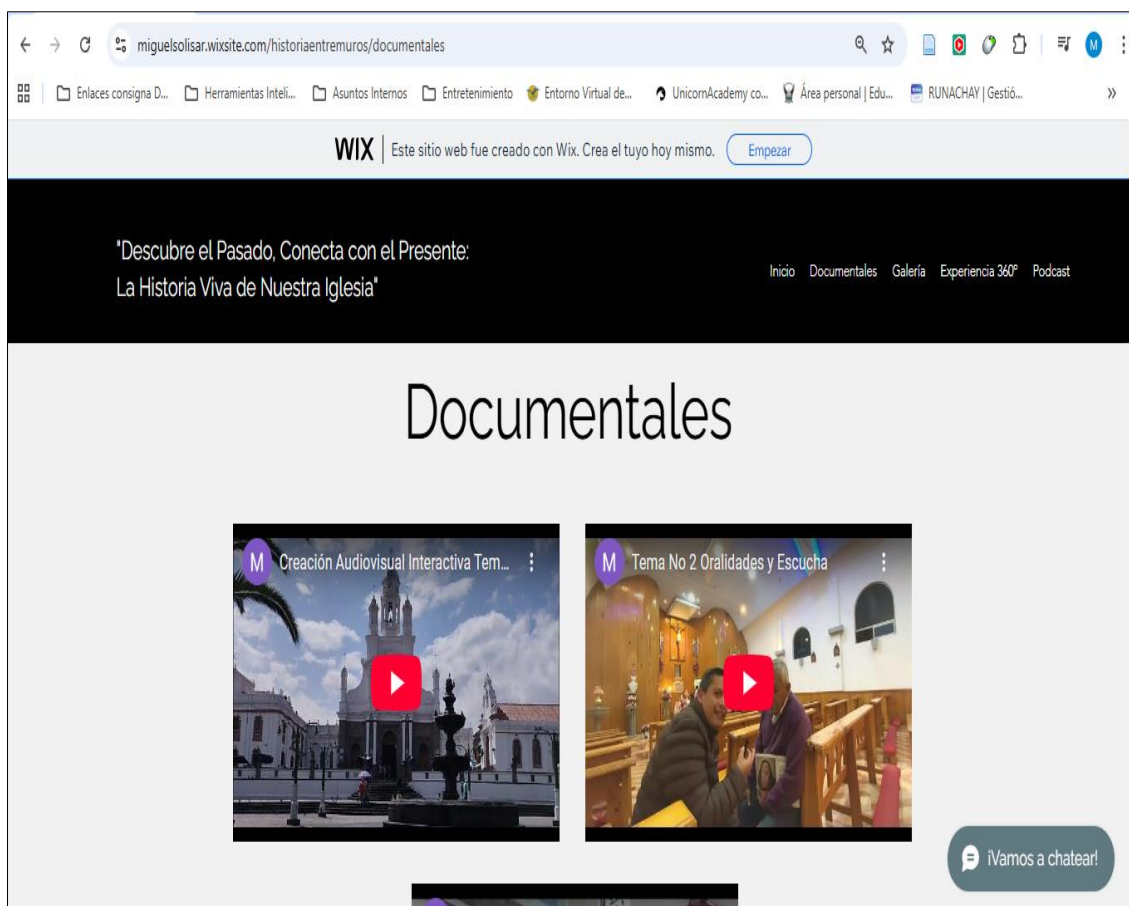 miguelsolisar.wixsite.com/historiaentremuros/documentales
M
Enlaces consigna D... Herramientas Inteli... Asuntos Internos Entretenimiento Entorno Virtual de... UnicornAcademy co... Área personal | Edu... RUNACHAY | Gestió...
WIX Este sitio web fue creado con Wix. Crea el tuyo hoy mismo. Empezar
"Descubre el Pasado, Conecta con el Presente:
La Historia Viva de Nuestra Iglesia"
Inicio Documentales Galería Experiencia 360º Podcast
Documentales
M Creación Audiovisual Interactiva Tem...
M Tema No 2 Oralidades y Escucha
¡Vamos a chatear!